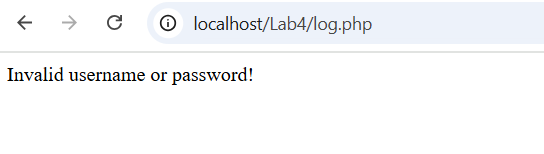 localhost/Lab4/log.php
Invalid username or password!